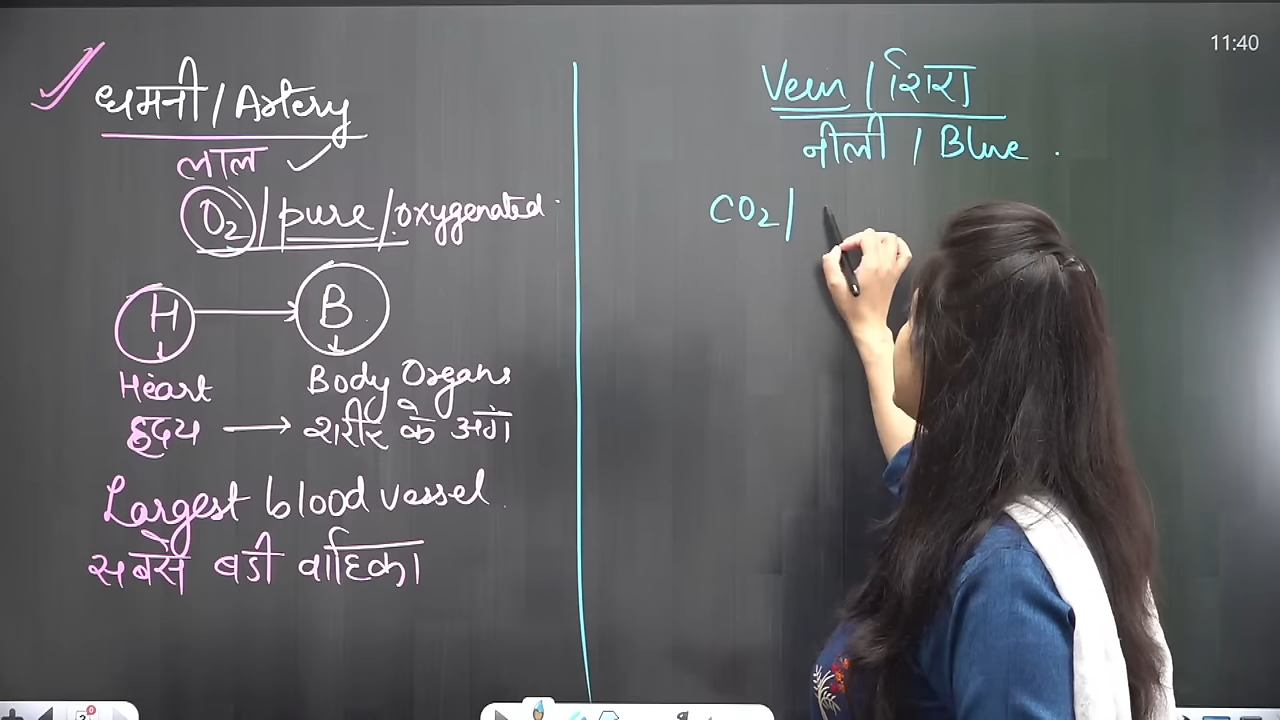 11:40
धमनी / Artery
लाल
O₂ / pure / oxygenated
H → B
Heart Body Organs
हृदय → शरीर के अंग
Largest blood vessel
सबसे बडी वाहिका
Vein / शिरा
नीली / Blue .
CO₂ /